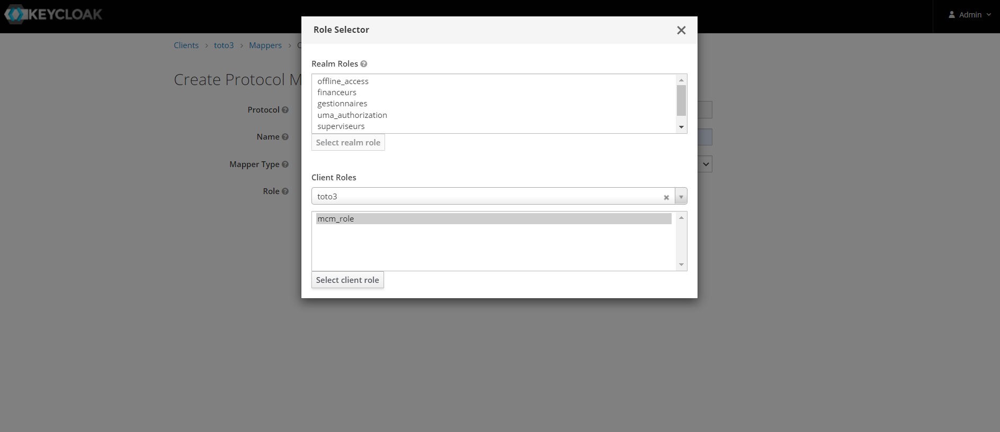 KEYCLOAK
Admin
Role Selector
Clients > toto3 > Mappers > C
Realm Roles
Create Protocol M
offline_access
financeurs
gestionnaires
uma_authorization
superviseurs
Protocol
Name
Select realm role
Mapper Type
Client Roles
Role
toto3
mcm_role
Select client role